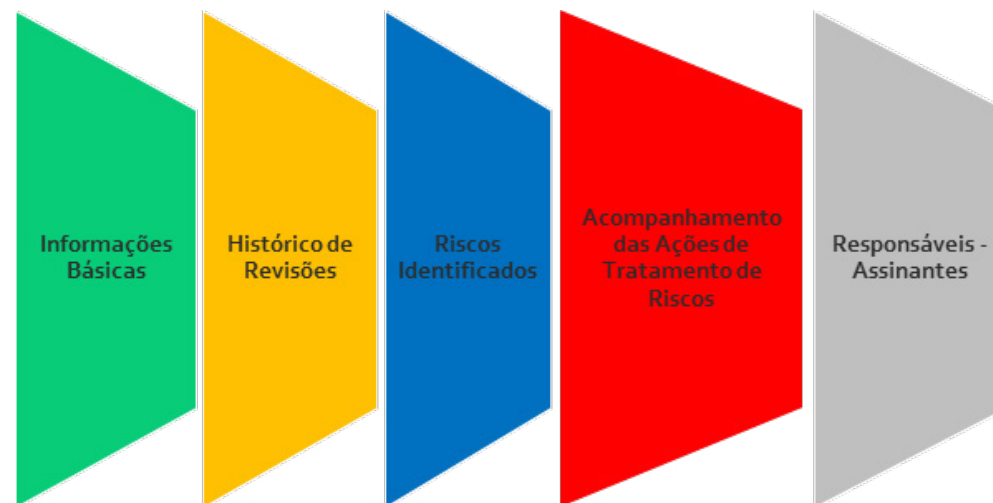 Informações
Básicas
Histórico de
Revisões
Riscos
Identificados
Acompanhamento
das Ações de
Tratamento de
Riscos
Responsáveis -
Assinantes